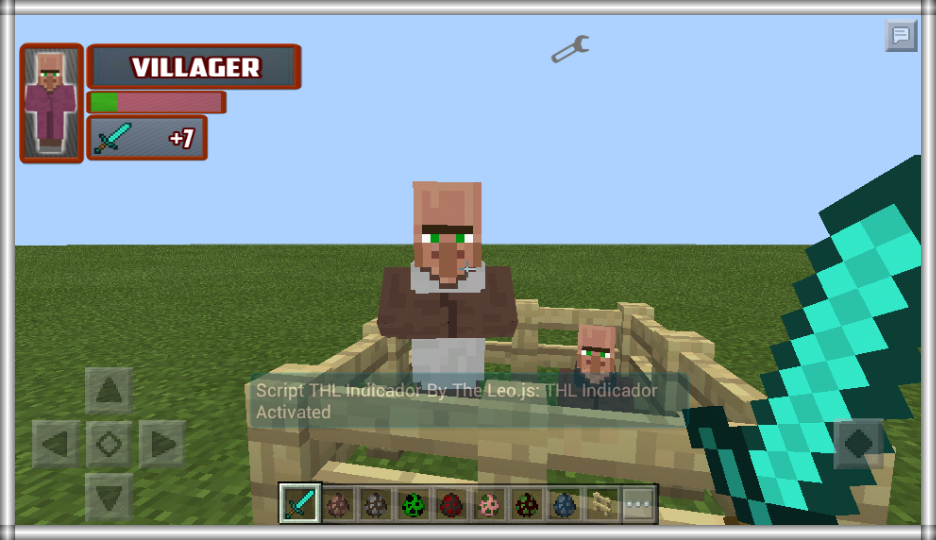 VILLAGER
+7
Script THL indicador By The Leo.js: THL Indicador
Activated